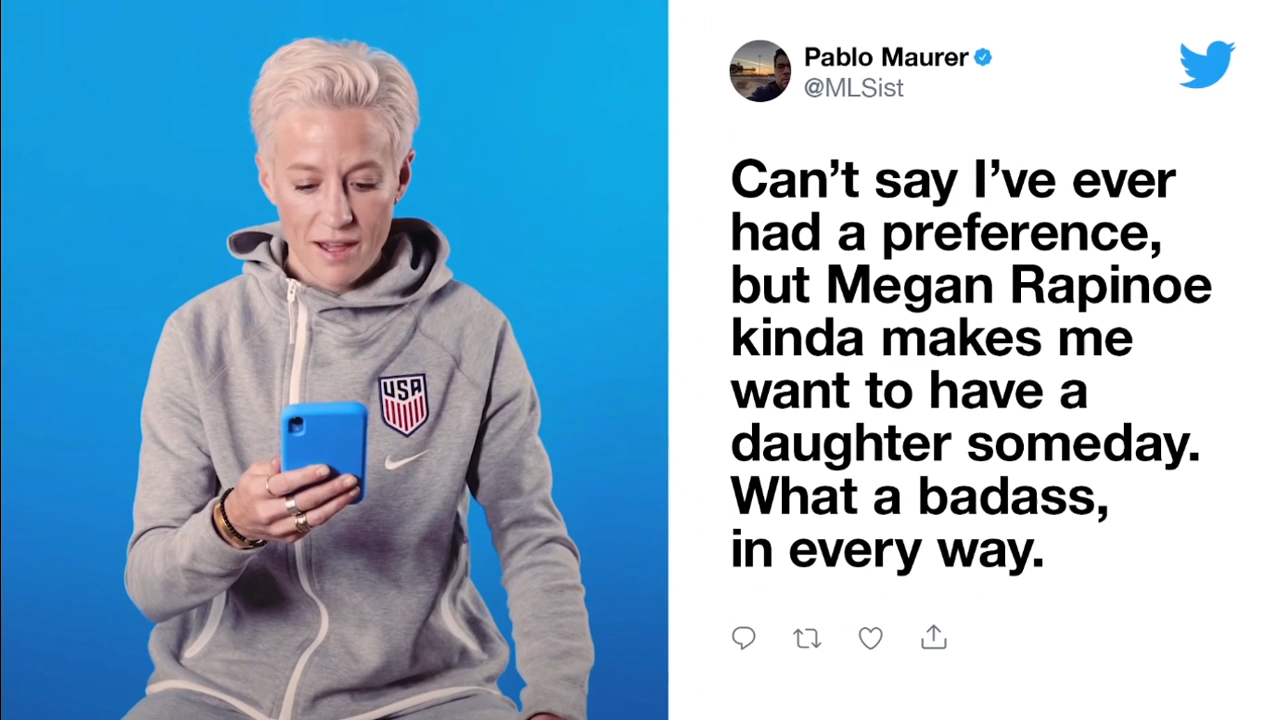 USA
Pablo Maurer
@MLSist
Can’t say I’ve ever
had a preference,
but Megan Rapinoe
kinda makes me
want to have a
daughter someday.
What a badass,
in every way.